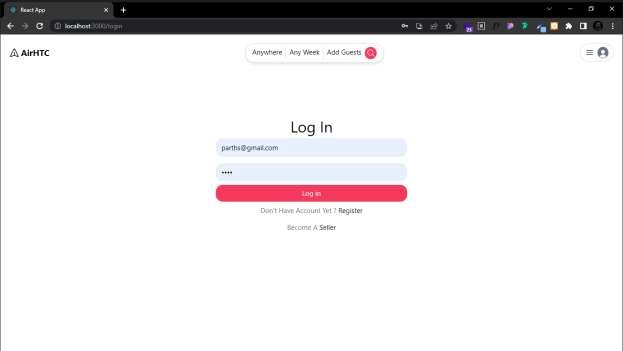 React App
localhost:3000/login
25
AirHTC
Anywhere
Any Week
Add Guests
Log In
parths@gmail.com
••••
Log in
Don't Have Account Yet ? Register
Become A Seller